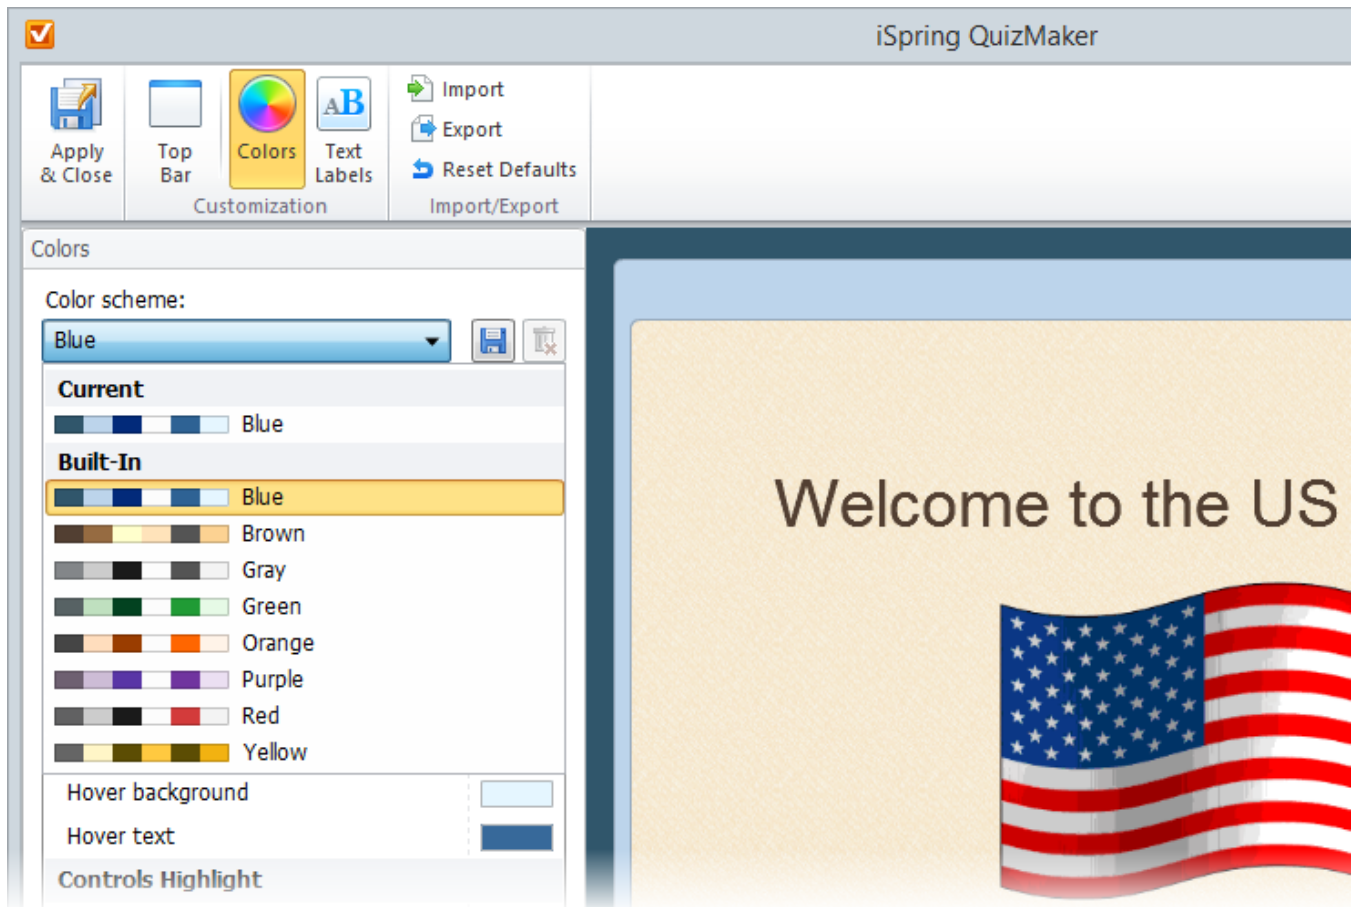 iSpring QuizMaker
Apply
& Close
Top
Bar
Colors
AB
Text
Labels
Customization
Import
Export
Reset Defaults
Import/Export
Colors
Color scheme:
Blue
Current
Blue
Built-In
Blue
Brown
Gray
Green
Orange
Purple
Red
Yellow
Hover background
Hover text
Controls Highlight
Welcome to the US